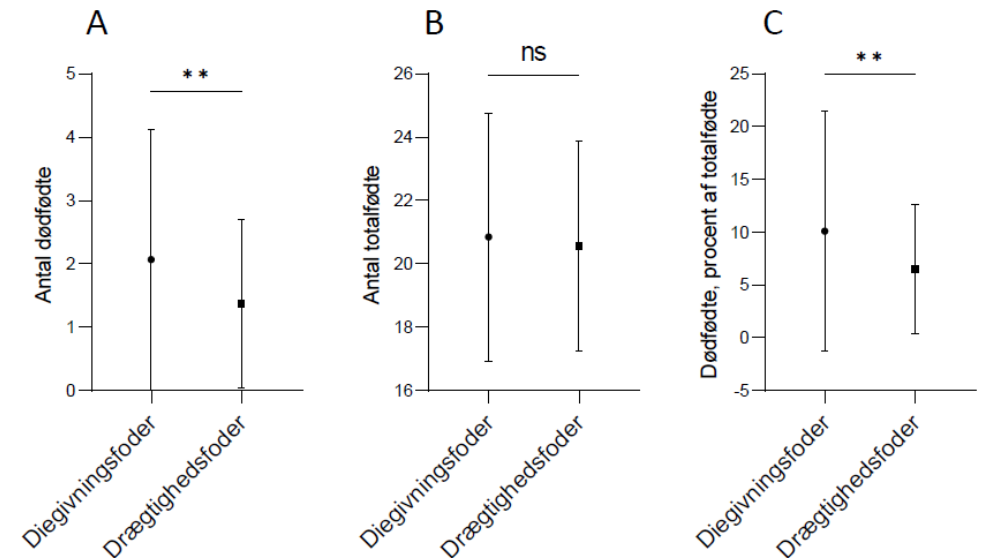 A
**
5
4
3
2
1
0
Antal dødfødte
Diegivningsfoder
Drægtighedsfoder
B
ns
26
24
22
20
18
16
Antal totalfødte
Diegivningsfoder
Drægtighedsfoder
C
**
25
20
15
10
5
0
-5
Dødfødte, procent af totalfødte
Diegivningsfoder
Drægtighedsfoder